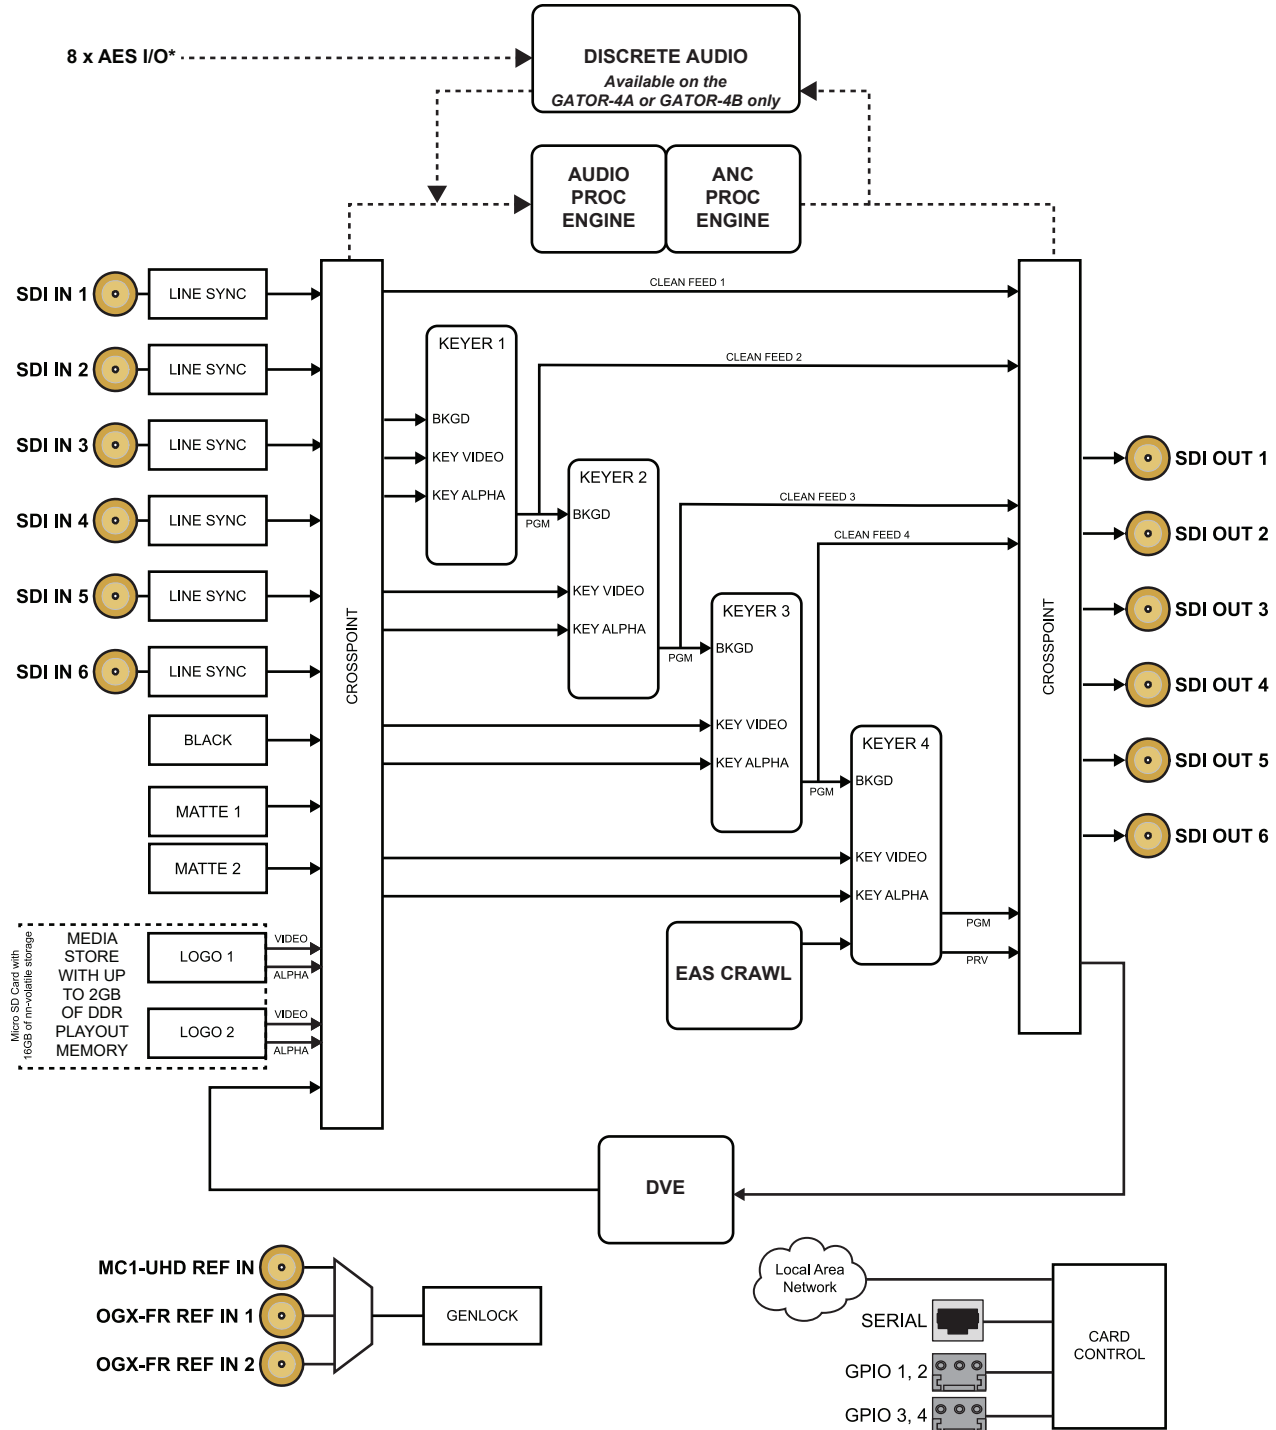 8 x AES I/O*
DISCRETE AUDIO
Available on the
GATOR-4A or GATOR-4B only
AUDIO
PROC
ENGINE
ANC
PROC
ENGINE
SDI IN 1
LINE SYNC
SDI IN 2
LINE SYNC
SDI IN 3
LINE SYNC
SDI IN 4
LINE SYNC
SDI IN 5
LINE SYNC
SDI IN 6
LINE SYNC
BLACK
MATTE 1
MATTE 2
Micro SD Card with
16GB of nn-volatile storage
MEDIA
STORE
WITH UP
TO 2GB
OF DDR
PLAYOUT
MEMORY
LOGO 1
VIDEO
ALPHA
LOGO 2
VIDEO
ALPHA
CROSSPOINT
CLEAN FEED 1
KEYER 1
BKGD
KEY VIDEO
KEY ALPHA
PGM
CLEAN FEED 2
KEYER 2
BKGD
KEY VIDEO
KEY ALPHA
PGM
CLEAN FEED 3
KEYER 3
BKGD
KEY VIDEO
KEY ALPHA
PGM
CLEAN FEED 4
KEYER 4
BKGD
KEY VIDEO
KEY ALPHA
PGM
PRV
EAS CRAWL
CROSSPOINT
SDI OUT 1
SDI OUT 2
SDI OUT 3
SDI OUT 4
SDI OUT 5
SDI OUT 6
DVE
MC1-UHD REF IN
OGX-FR REF IN 1
OGX-FR REF IN 2
GENLOCK
Local Area
Network
SERIAL
GPIO 1, 2
GPIO 3, 4
CARD
CONTROL